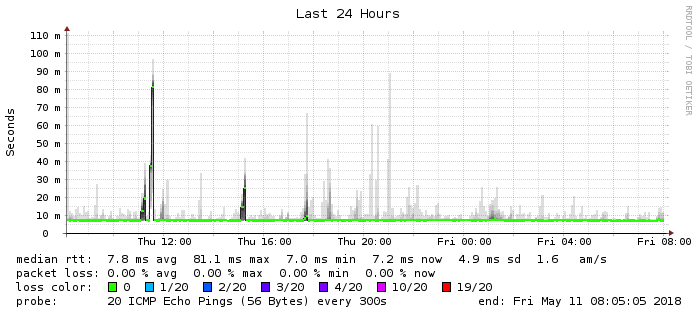 Last 24 Hours
RRDTOOL / TOBI OETIKER
Seconds
110 m
100 m
90 m
80 m
70 m
60 m
50 m
40 m
30 m
20 m
10 m
0
Thu 12:00 Thu 16:00 Thu 20:00 Fri 00:00 Fri 04:00 Fri 08:00
median rtt: 7.8 ms avg 81.1 ms max 7.0 ms min 7.2 ms now 4.9 ms sd 1.6 am/s
packet loss: 0.00 % avg 0.00 % max 0.00 % min 0.00 % now
loss color: 0 1/20 2/20 3/20 4/20 10/20 19/20
probe: 20 ICMP Echo Pings (56 Bytes) every 300s end: Fri May 11 08:05:05 2018